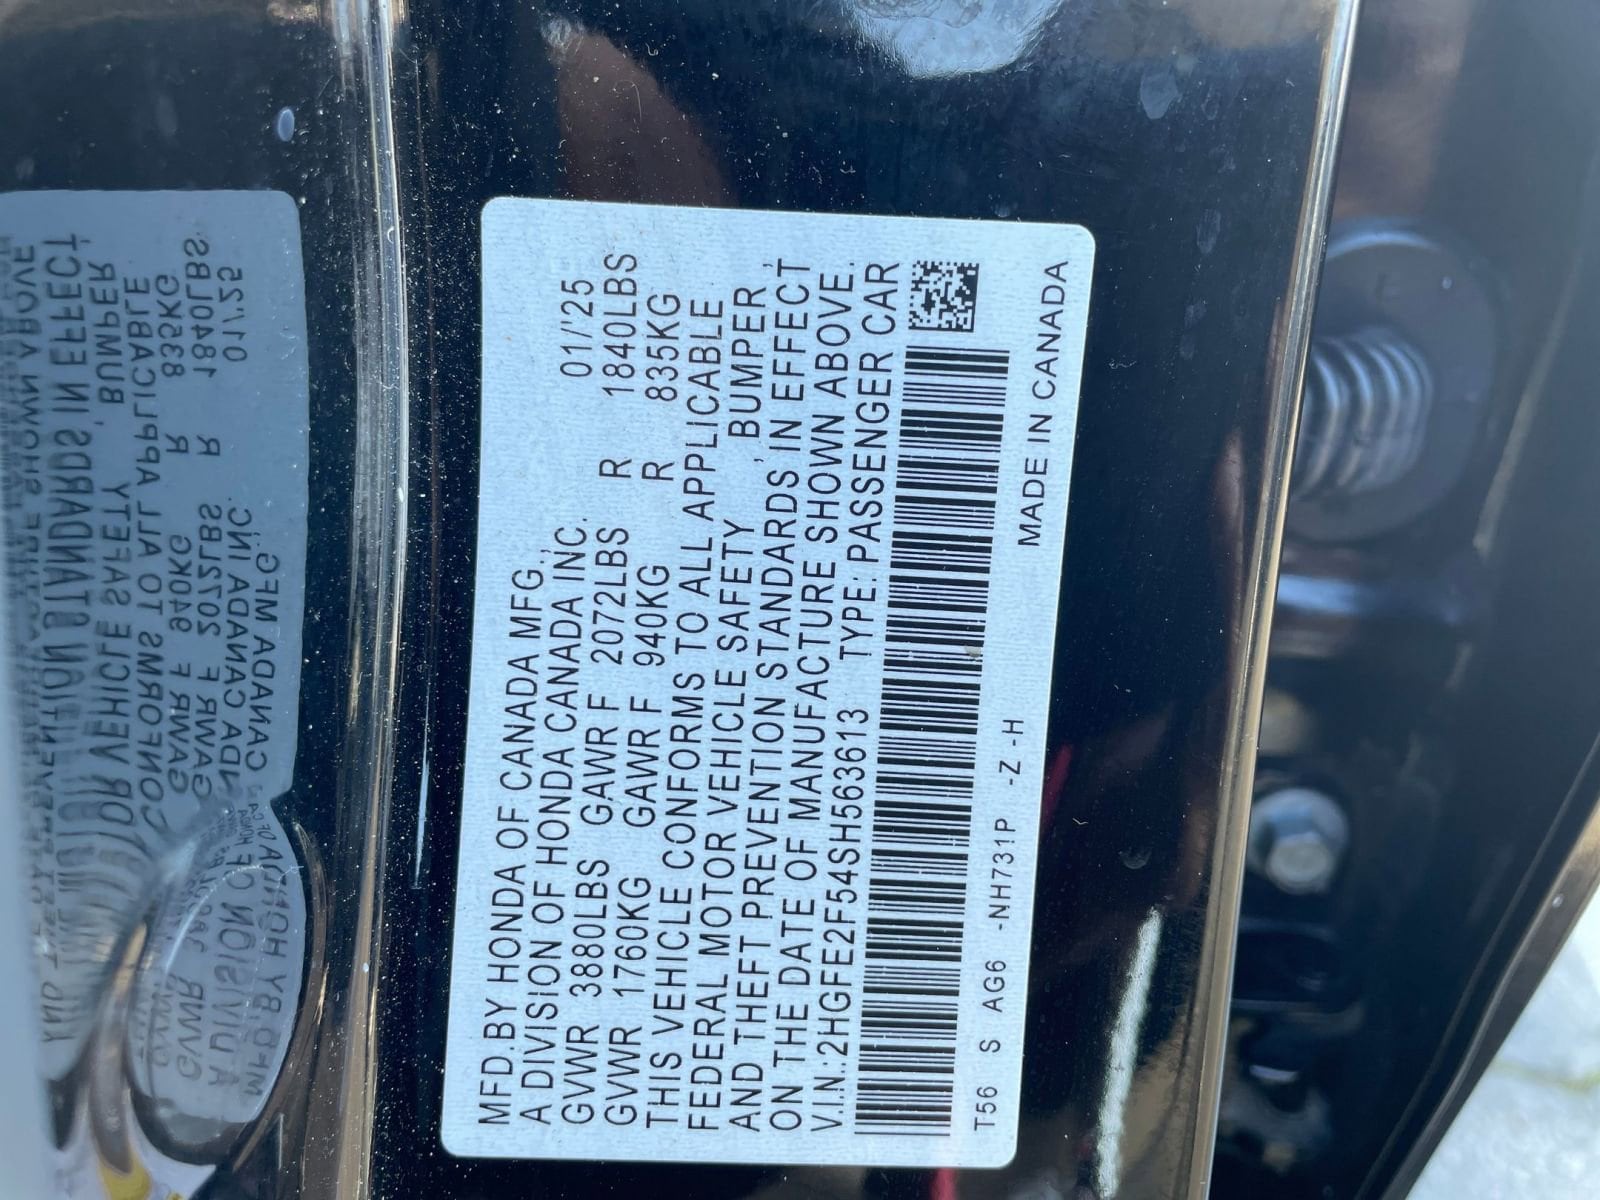 MFD.BY HONDA OF CANADA MFG.,
A DIVISION OF HONDA CANADA INC. 01/'25
GVWR 3880LBS GAWR F 2072LBS R 1840LBS
GVWR 1760KG GAWR F 940KG R 835KG
THIS VEHICLE CONFORMS TO ALL APPLICABLE
FEDERAL MOTOR VEHICLE SAFETY , BUMPER ,
AND THEFT PREVENTION STANDARDS IN EFFECT
ON THE DATE OF MANUFACTURE SHOWN ABOVE.
V.I.N.:2HGFE2F54SH563613 TYPE: PASSENGER CAR
T56 S AG6 -NH731P -Z -H MADE IN CANADA